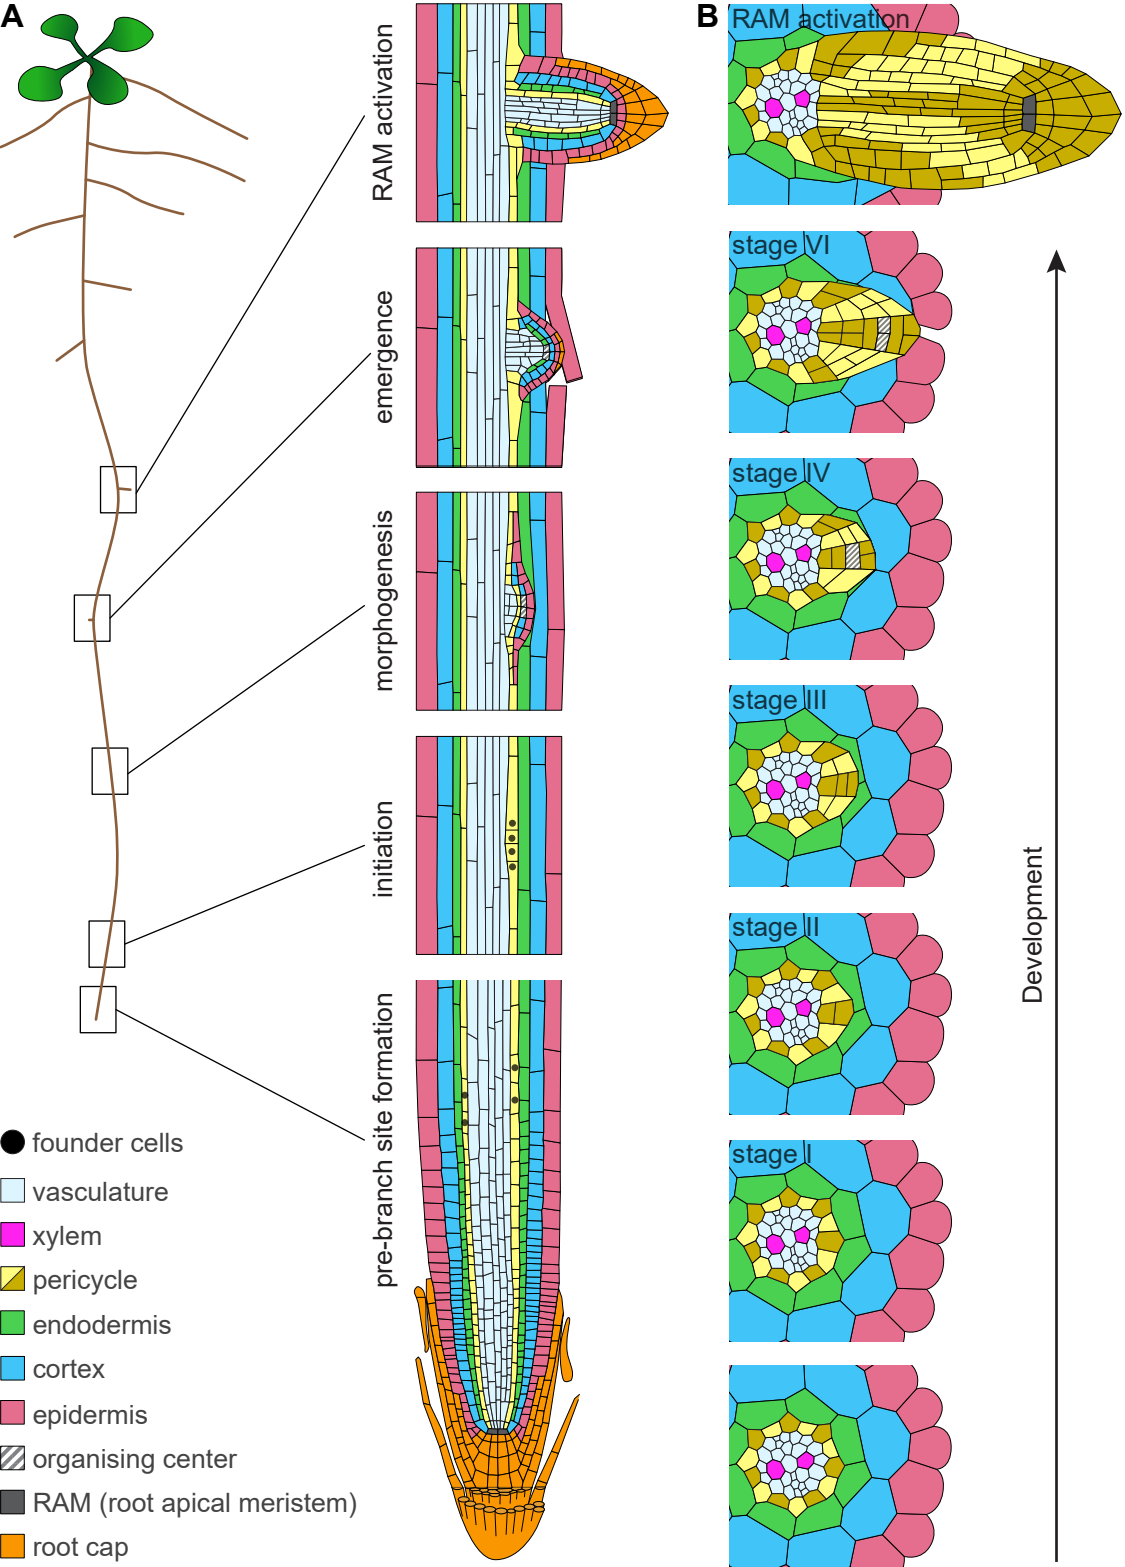 A
RAM activation
emergence
morphogenesis
initiation
pre-branch site formation
founder cells
vasculature
xylem
pericycle
endodermis
cortex
epidermis
organising center
RAM (root apical meristem)
root cap
B
RAM activation
stage VI
stage IV
stage III
stage II
stage I
Development